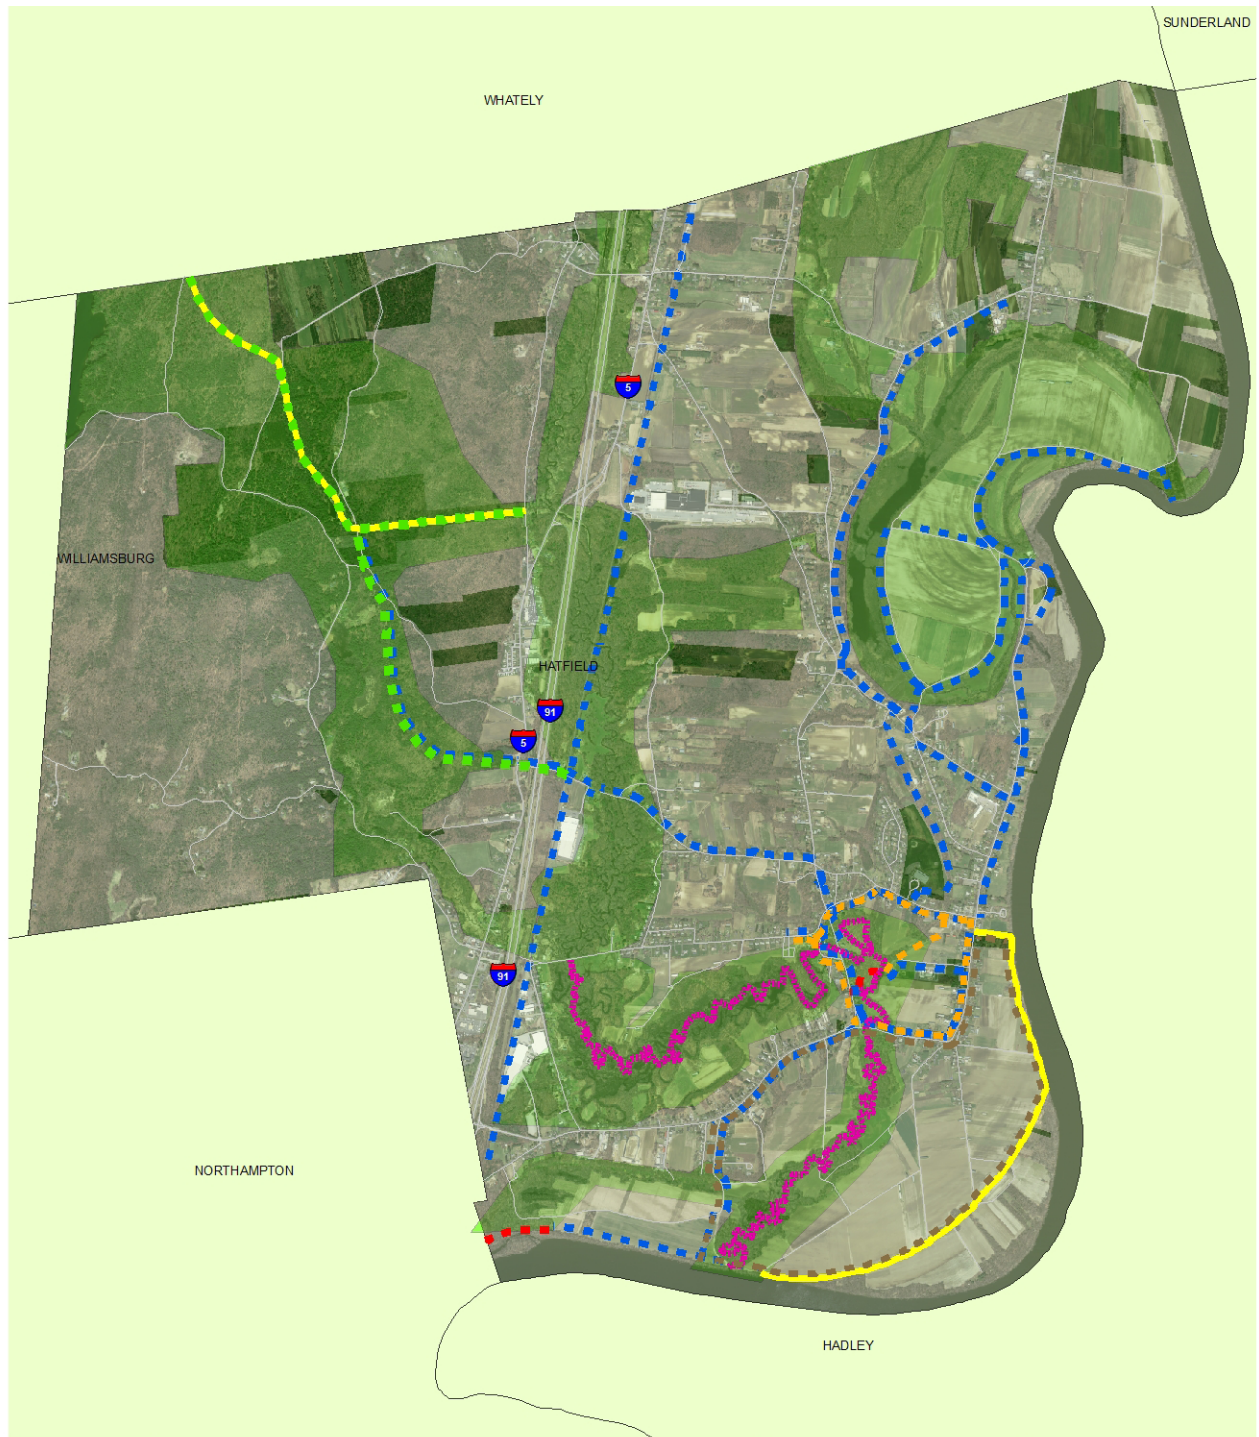 SUNDERLAND
WHATELY
5
WILLIAMSBURG
HATFIELD
91
5
91
NORTHAMPTON
HADLEY